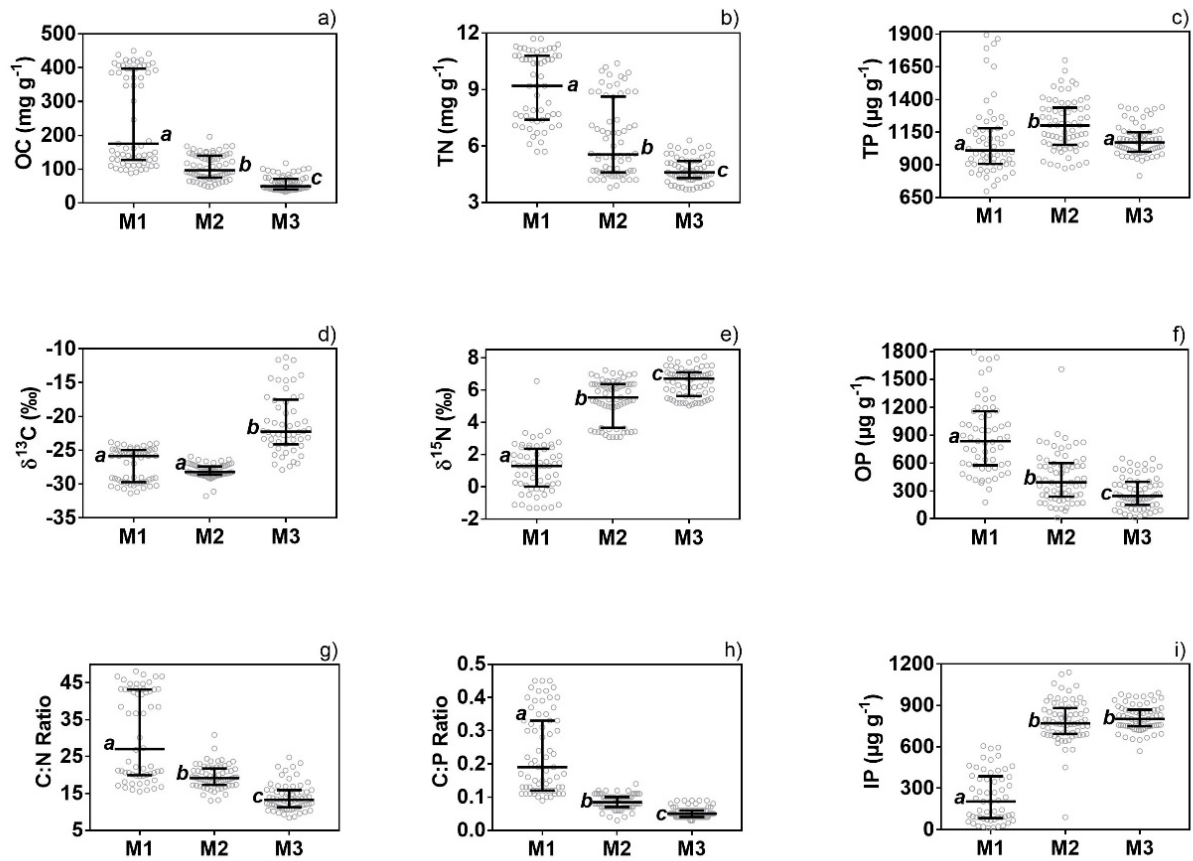 a)
OC (mg g⁻¹)
500
400
300
200
100
0
a
b
c
M1 M2 M3
b)
TN (mg g⁻¹)
12
9
6
3
a
b
c
M1 M2 M3
c)
TP (µg g⁻¹)
1900
1650
1400
1150
900
650
a
b
a
M1 M2 M3
d)
δ¹³C (‰)
-10
-15
-20
-25
-30
-35
a
a
b
M1 M2 M3
e)
δ¹⁵N (‰)
8
6
4
2
0
-2
a
b
c
M1 M2 M3
f)
OP (µg g⁻¹)
1800
1500
1200
900
600
300
0
a
b
c
M1 M2 M3
g)
C:N Ratio
45
35
25
15
5
a
b
c
M1 M2 M3
h)
C:P Ratio
0.5
0.4
0.3
0.2
0.1
0.0
a
b
c
M1 M2 M3
i)
IP (µg g⁻¹)
1200
900
600
300
0
a
b
b
M1 M2 M3